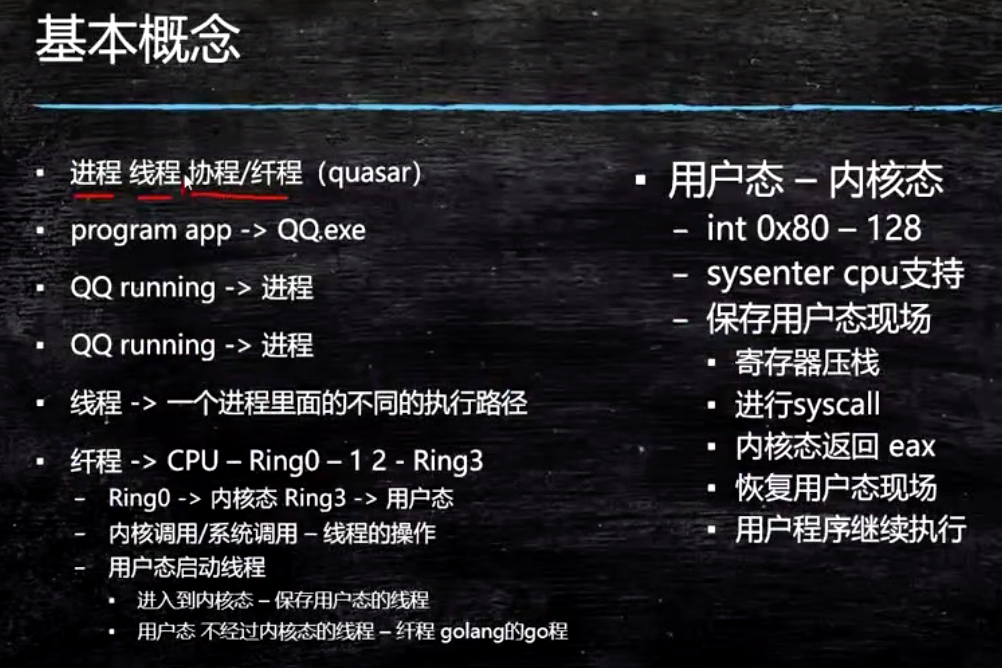 基本概念
进程 线程 协程/纤程（quasar）
program app -> QQ.exe
QQ running -> 进程
QQ running -> 进程
线程 -> 一个进程里面的不同的执行路径
纤程 -> CPU – Ring0 – 1 2 - Ring3
Ring0 -> 内核态 Ring3 -> 用户态
内核调用/系统调用 – 线程的操作
用户态启动线程
进入到内核态 – 保存用户态的线程
用户态 不经过内核态的线程 – 纤程 golang的go程
用户态 – 内核态
int 0x80 – 128
sysenter cpu支持
保存用户态现场
寄存器压栈
进行syscall
内核态返回 eax
恢复用户态现场
用户程序继续执行